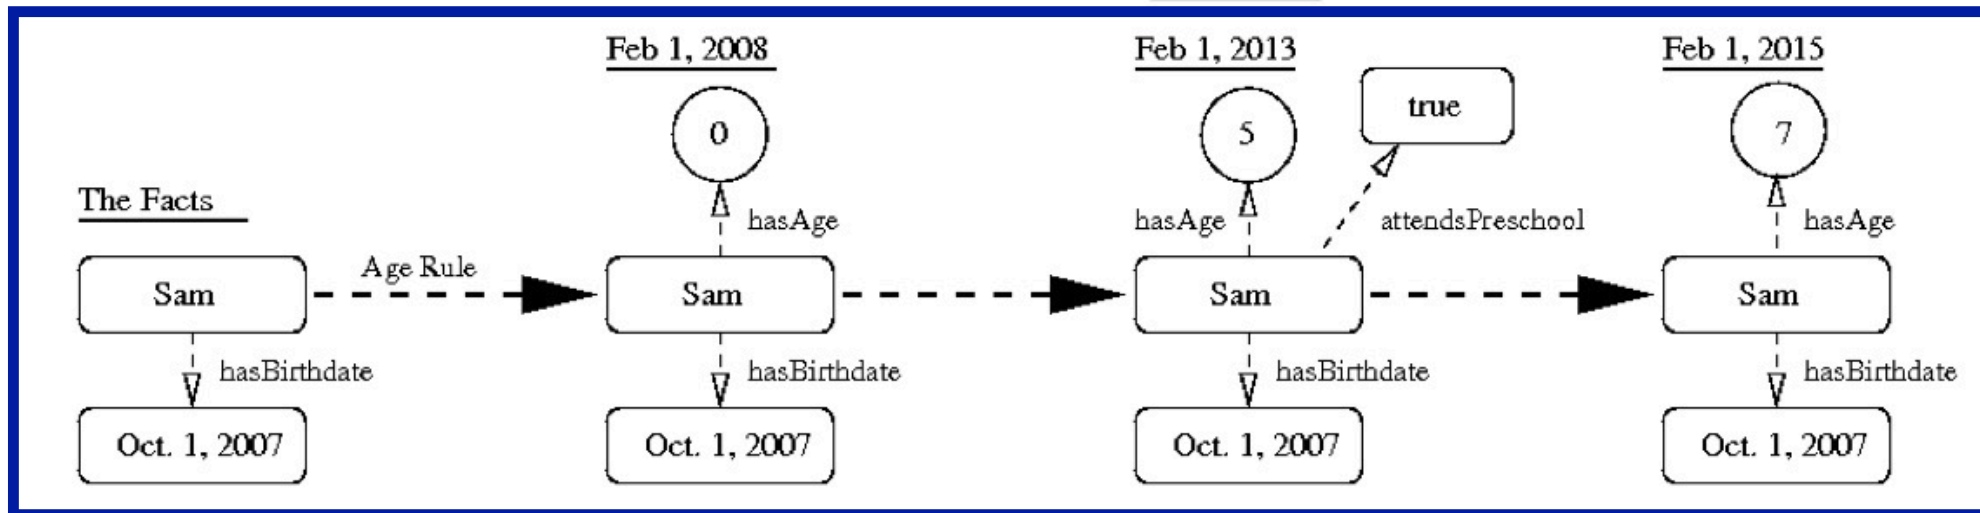 Feb 1, 2008
Feb 1, 2013
Feb 1, 2015
true
0
5
7
The Facts
hasAge
hasAge
attendsPreschool
hasAge
Age Rule
Sam
Sam
Sam
Sam
hasBirthdate
hasBirthdate
hasBirthdate
hasBirthdate
Oct. 1, 2007
Oct. 1, 2007
Oct. 1, 2007
Oct. 1, 2007